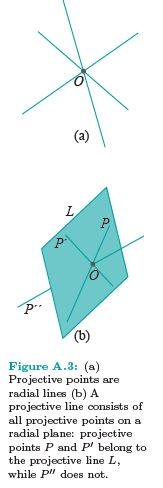 O
(a)
L
P
P'
O
P''
(b)
Figure A.3: (a)
Projective points are
radial lines (b) A
projective line consists of
all projective points on a
radial plane: projective
points P and P' belong to
the projective line L,
while P'' does not.